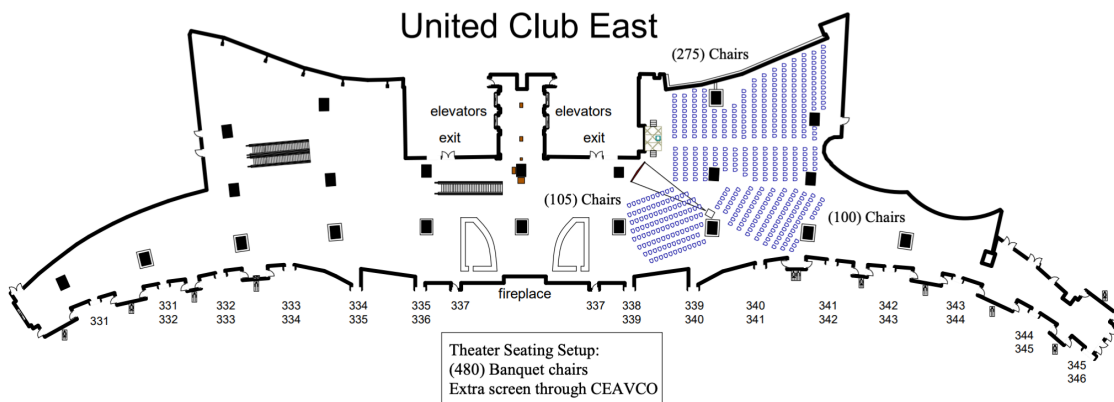 United Club East
(275) Chairs
elevators
elevators
exit
exit
(105) Chairs
(100) Chairs
fireplace
331
331
332
332
333
333
334
334
335
335
336
337
337
338
339
339
340
340
341
341
342
342
343
343
344
344
345
345
346
Theater Seating Setup:
(480) Banquet chairs
Extra screen through CEAVCO